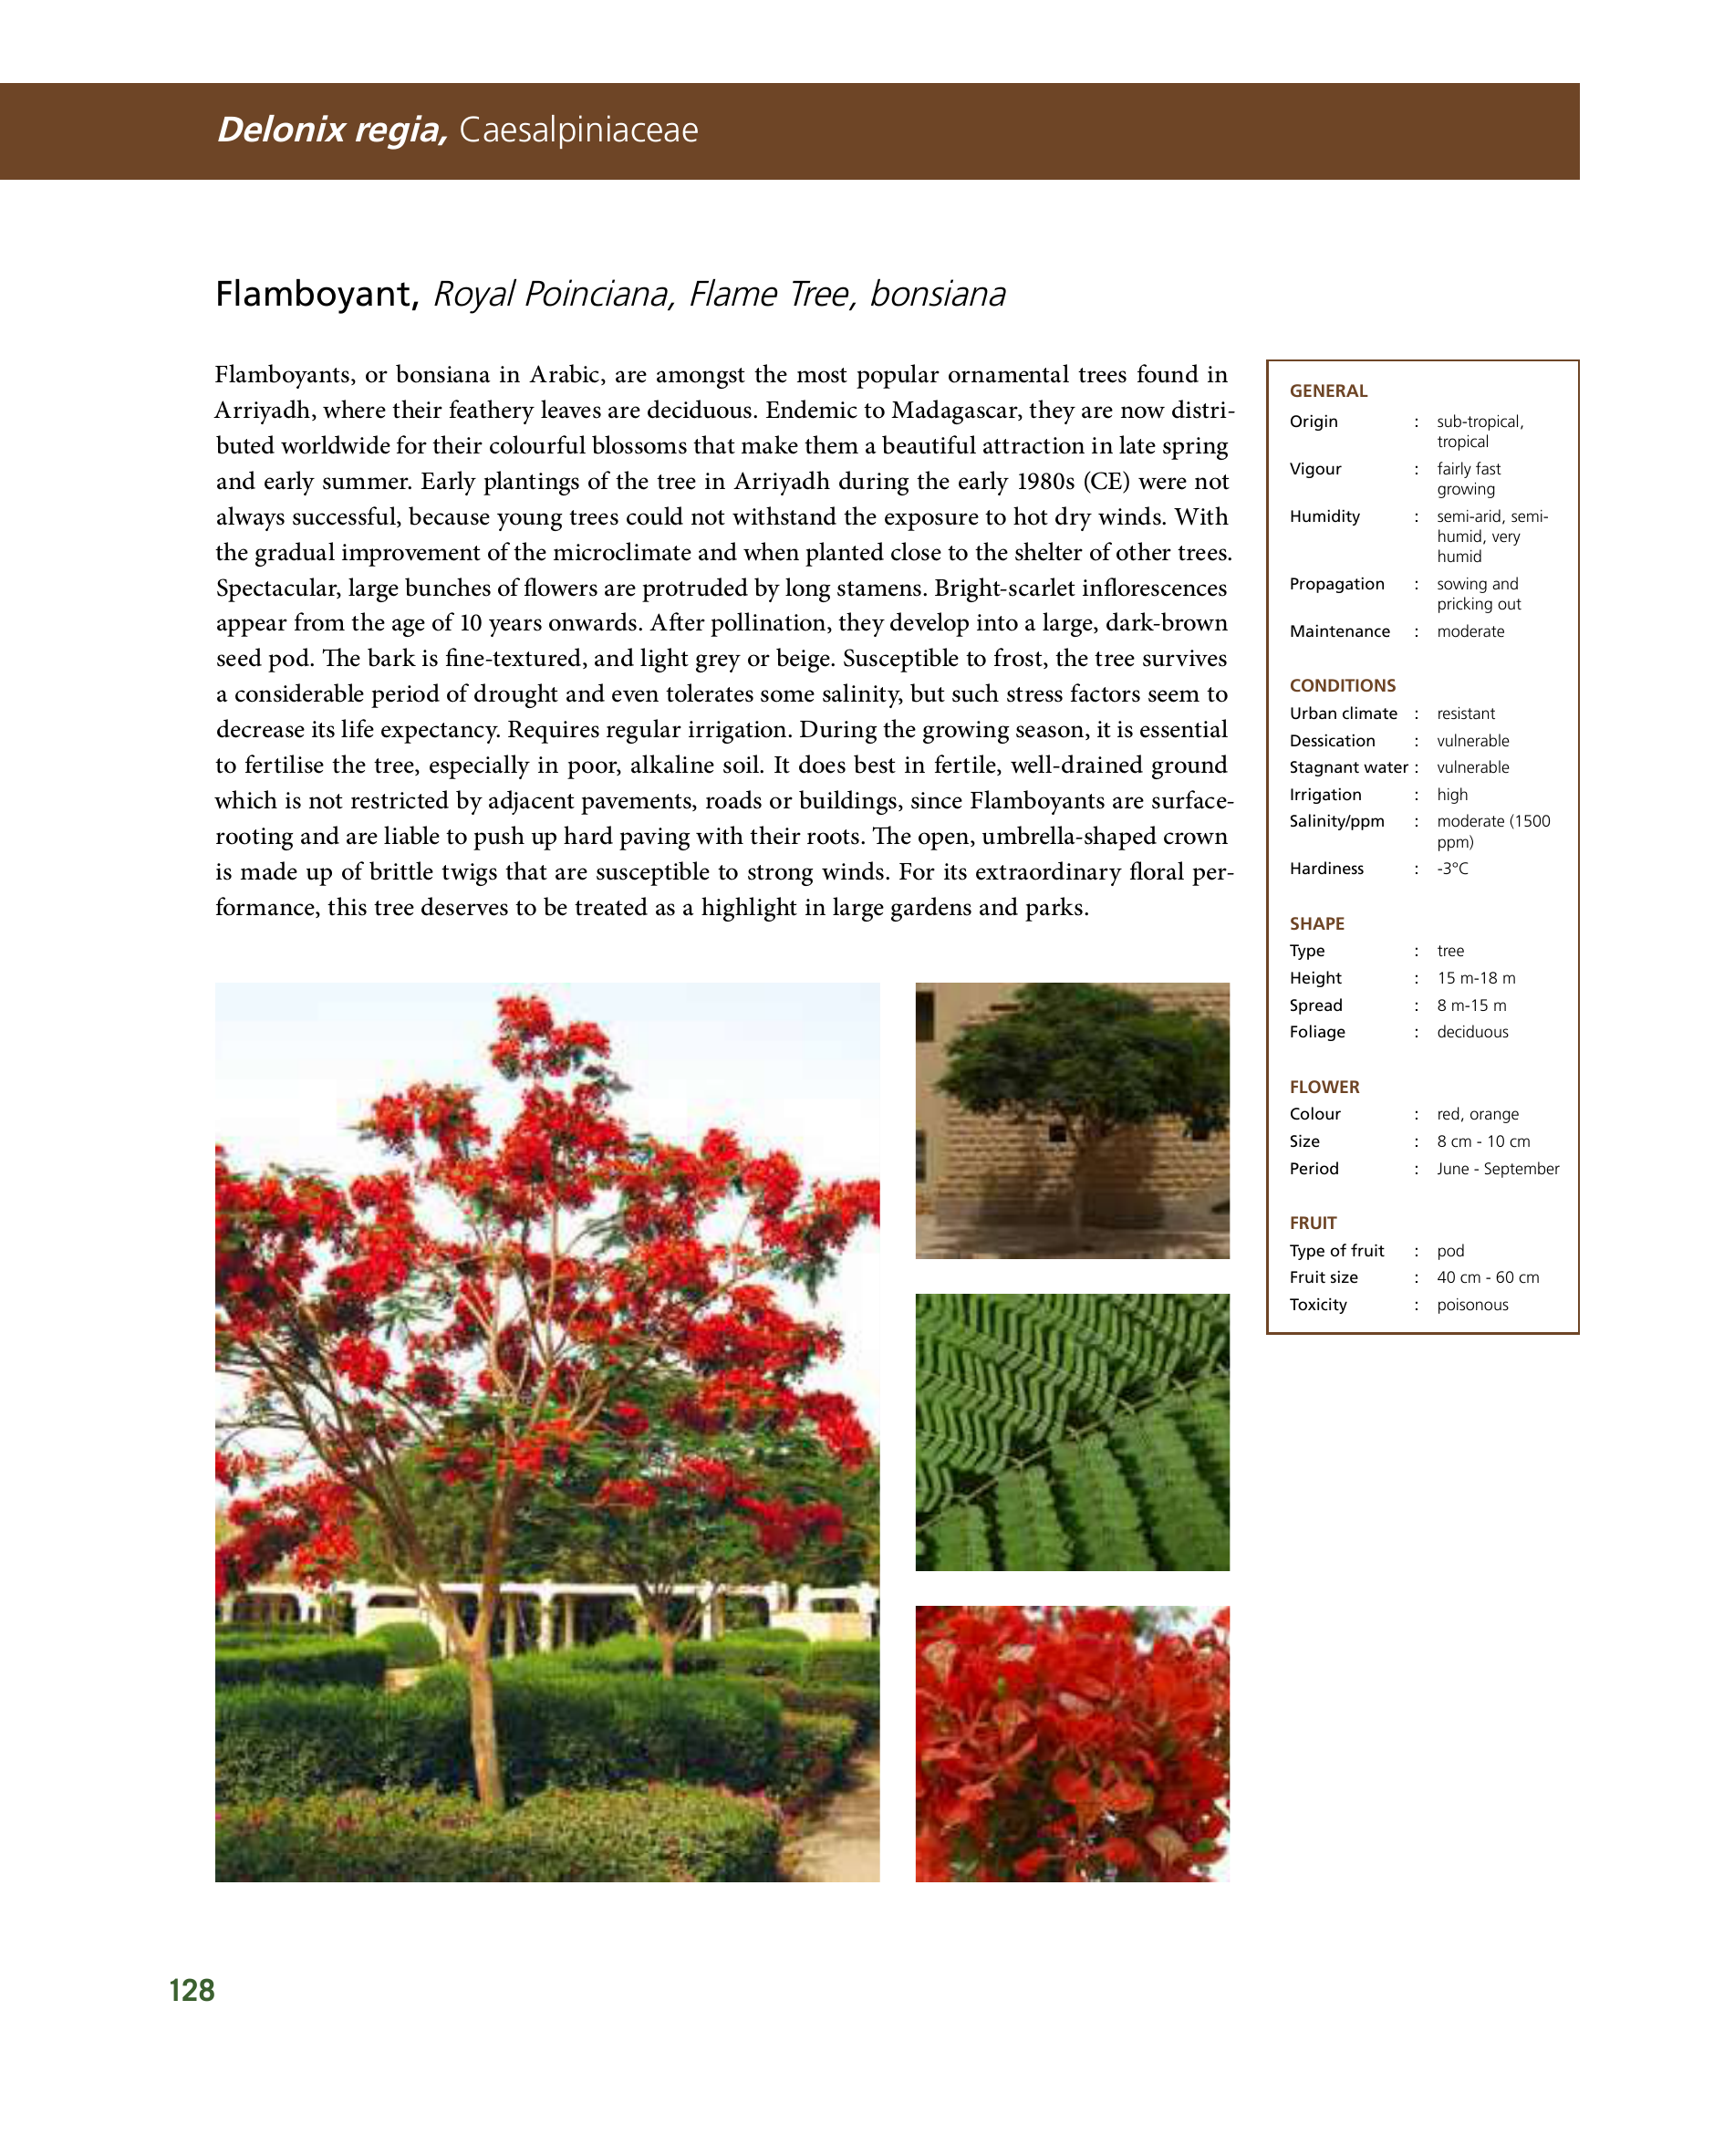 Delonix regia, Caesalpiniaceae
Flamboyant, Royal Poinciana, Flame Tree, bonsiana
Flamboyants, or bonsiana in Arabic, are amongst the most popular ornamental trees found in
Arriyadh, where their feathery leaves are deciduous. Endemic to Madagascar, they are now distri-
buted worldwide for their colourful blossoms that make them a beautiful attraction in late spring
and early summer. Early plantings of the tree in Arriyadh during the early 1980s (CE) were not
always successful, because young trees could not withstand the exposure to hot dry winds. With
the gradual improvement of the microclimate and when planted close to the shelter of other trees.
Spectacular, large bunches of flowers are protruded by long stamens. Bright-scarlet inflorescences
appear from the age of 10 years onwards. After pollination, they develop into a large, dark-brown
seed pod. The bark is fine-textured, and light grey or beige. Susceptible to frost, the tree survives
a considerable period of drought and even tolerates some salinity, but such stress factors seem to
decrease its life expectancy. Requires regular irrigation. During the growing season, it is essential
to fertilise the tree, especially in poor, alkaline soil. It does best in fertile, well-drained ground
which is not restricted by adjacent pavements, roads or buildings, since Flamboyants are surface-
rooting and are liable to push up hard paving with their roots. The open, umbrella-shaped crown
is made up of brittle twigs that are susceptible to strong winds. For its extraordinary floral per-
formance, this tree deserves to be treated as a highlight in large gardens and parks.
GENERAL
Origin : sub-tropical,
tropical
Vigour : fairly fast
growing
Humidity : semi-arid, semi-
humid, very
humid
Propagation : sowing and
pricking out
Maintenance : moderate
CONDITIONS
Urban climate : resistant
Dessication : vulnerable
Stagnant water : vulnerable
Irrigation : high
Salinity/ppm : moderate (1500
ppm)
Hardiness : -3°C
SHAPE
Type : tree
Height : 15 m-18 m
Spread : 8 m-15 m
Foliage : deciduous
FLOWER
Colour : red, orange
Size : 8 cm - 10 cm
Period : June - September
FRUIT
Type of fruit : pod
Fruit size : 40 cm - 60 cm
Toxicity : poisonous
128